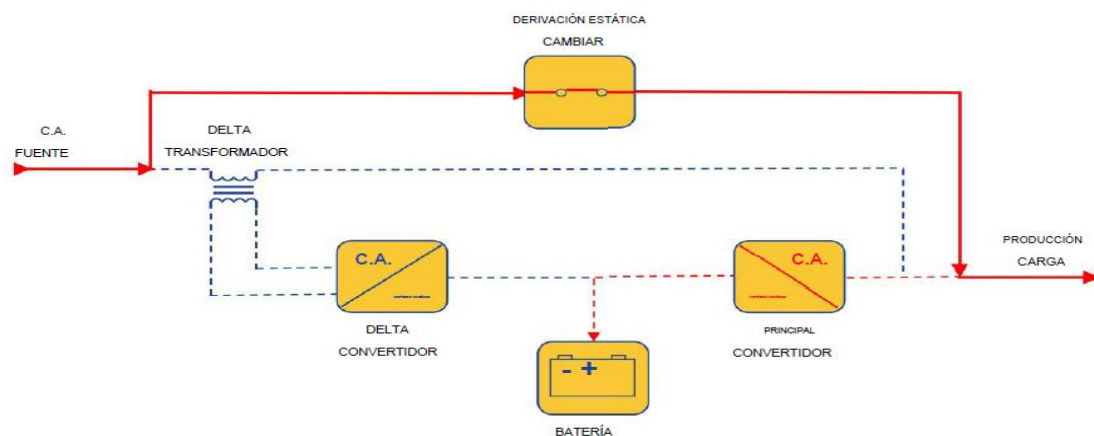 DERIVACIÓN ESTÁTICA
CAMBIAR
C.A.
FUENTE
DELTA
TRANSFORMADOR
C.A.
C.A.
PRODUCCIÓN
CARGA
DELTA
CONVERTIDOR
PRINCIPAL
CONVERTIDOR
- +
BATERÍA